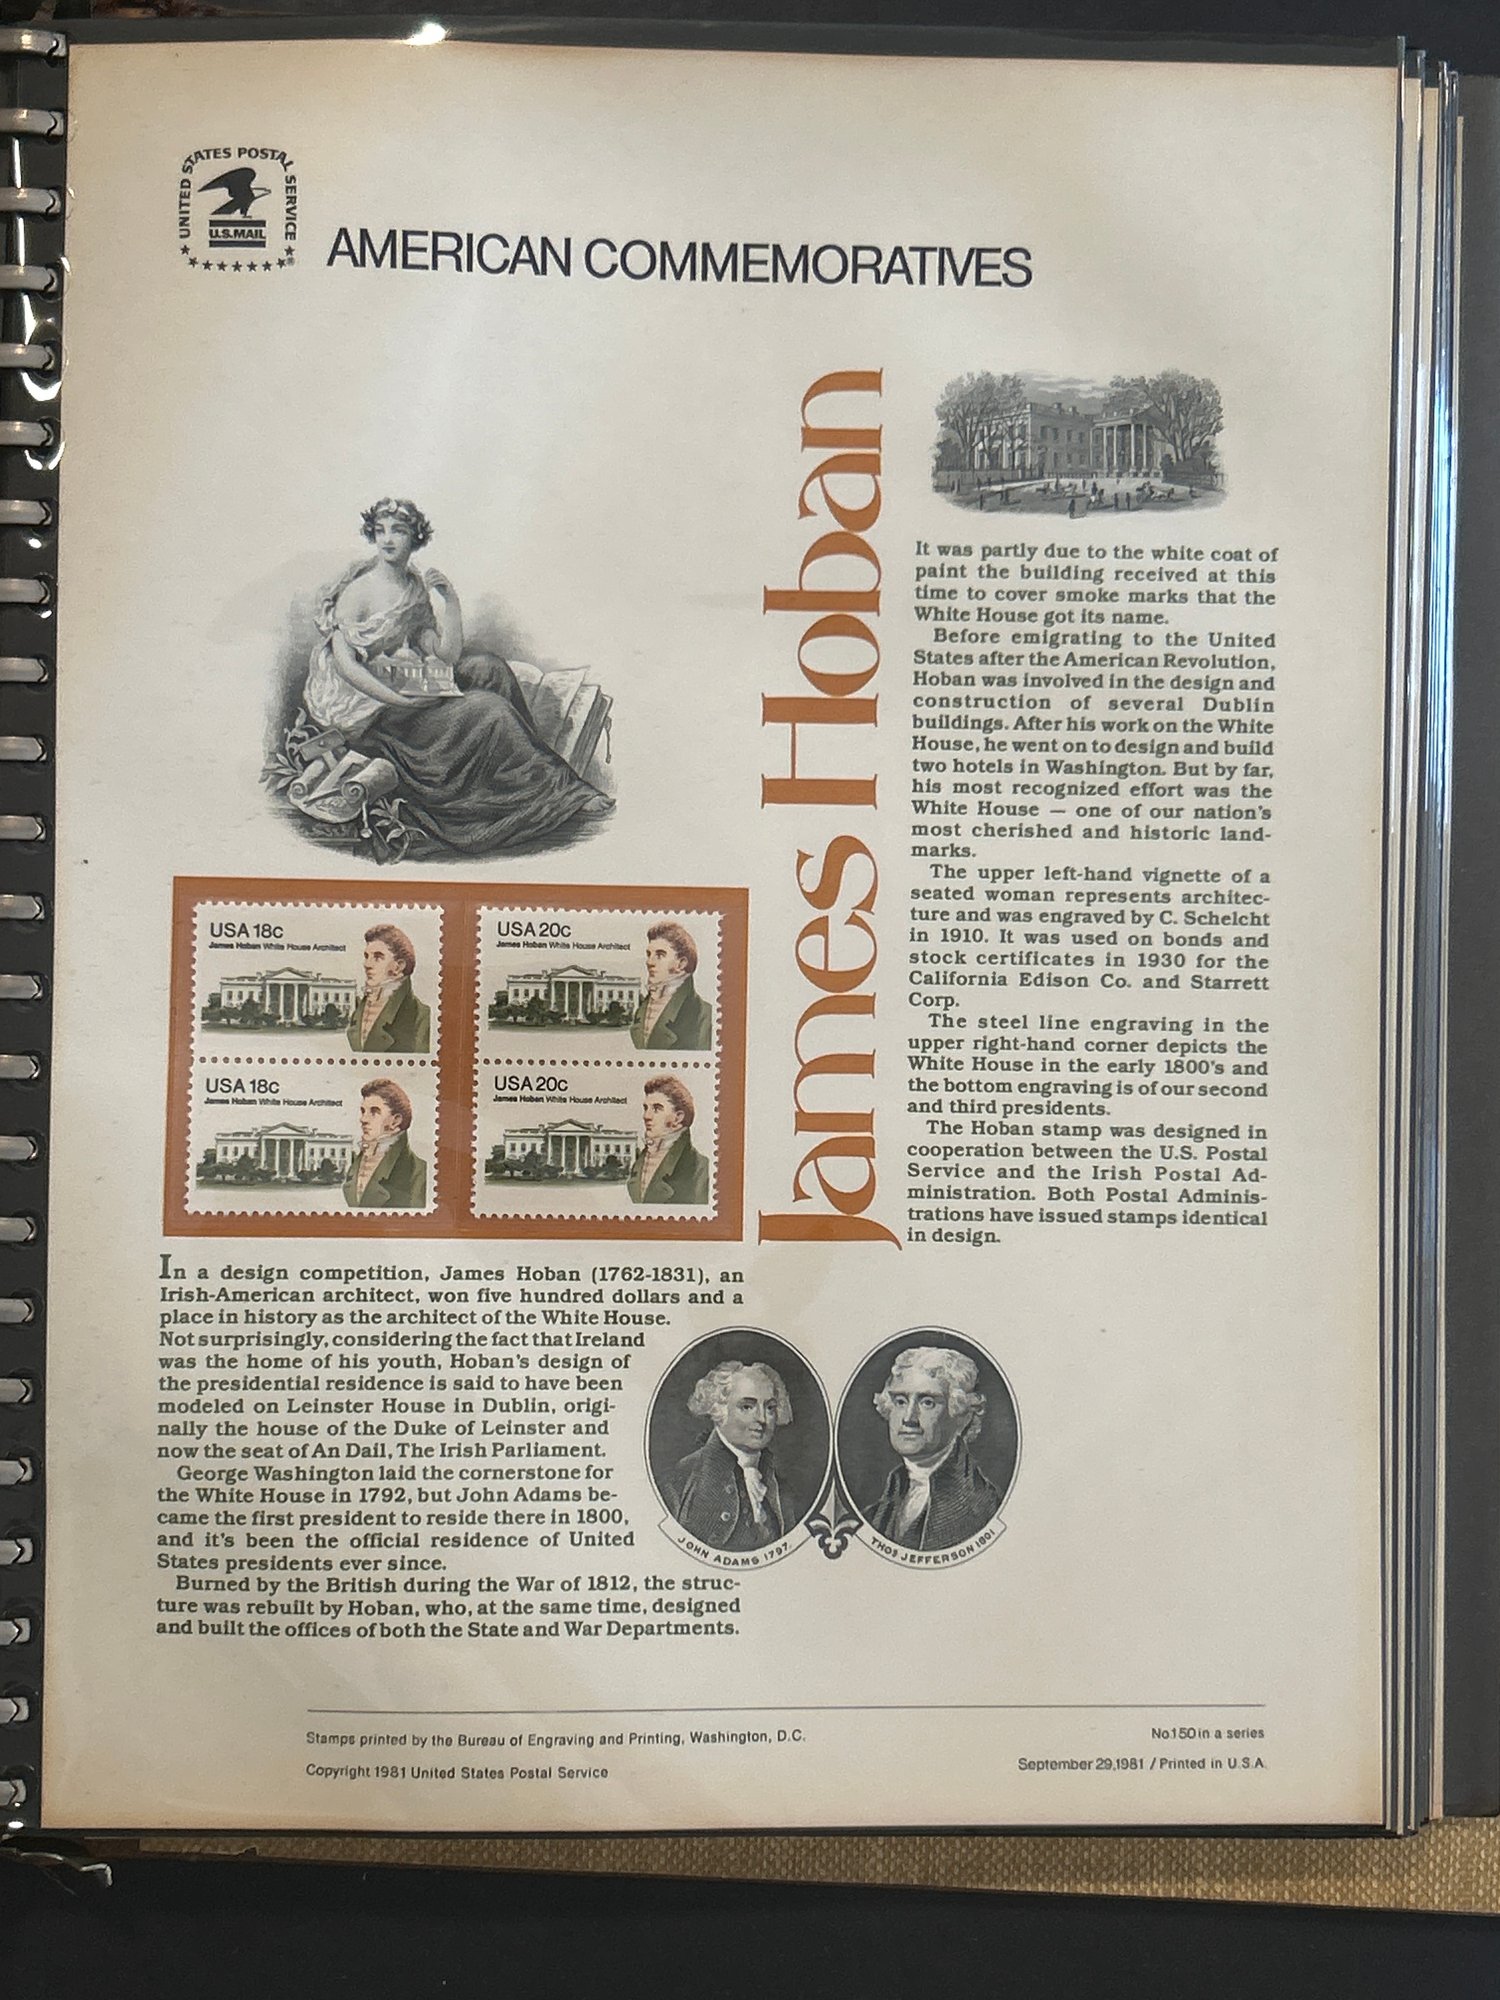 UNITED STATES POSTAL SERVICE
U.S.MAIL
AMERICAN COMMEMORATIVES
James Hoban
USA 18c
James Hoban White House Architect
USA 20c
James Hoban White House Architect
USA 18c
James Hoban White House Architect
USA 20c
James Hoban White House Architect
In a design competition, James Hoban (1762-1831), an
Irish-American architect, won five hundred dollars and a
place in history as the architect of the White House.
Not surprisingly, considering the fact that Ireland
was the home of his youth, Hoban's design of
the presidential residence is said to have been
modeled on Leinster House in Dublin, origi-
nally the house of the Duke of Leinster and
now the seat of An Dail, The Irish Parliament.
George Washington laid the cornerstone for
the White House in 1792, but John Adams be-
came the first president to reside there in 1800,
and it's been the official residence of United
States presidents ever since.
Burned by the British during the War of 1812, the struc-
ture was rebuilt by Hoban, who, at the same time, designed
and built the offices of both the State and War Departments.
It was partly due to the white coat of
paint the building received at this
time to cover smoke marks that the
White House got its name.
Before emigrating to the United
States after the American Revolution,
Hoban was involved in the design and
construction of several Dublin
buildings. After his work on the White
House, he went on to design and build
two hotels in Washington. But by far,
his most recognized effort was the
White House — one of our nation's
most cherished and historic land-
marks.
The upper left-hand vignette of a
seated woman represents architec-
ture and was engraved by C. Schelcht
in 1910. It was used on bonds and
stock certificates in 1930 for the
California Edison Co. and Starrett
Corp.
The steel line engraving in the
upper right-hand corner depicts the
White House in the early 1800's and
the bottom engraving is of our second
and third presidents.
The Hoban stamp was designed in
cooperation between the U.S. Postal
Service and the Irish Postal Ad-
ministration. Both Postal Adminis-
trations have issued stamps identical
in design.
JOHN ADAMS 1797.
THOS JEFFERSON 1801
Stamps printed by the Bureau of Engraving and Printing, Washington, D.C.
Copyright 1981 United States Postal Service
No.150 in a series
September 29, 1981 / Printed in U.S.A.